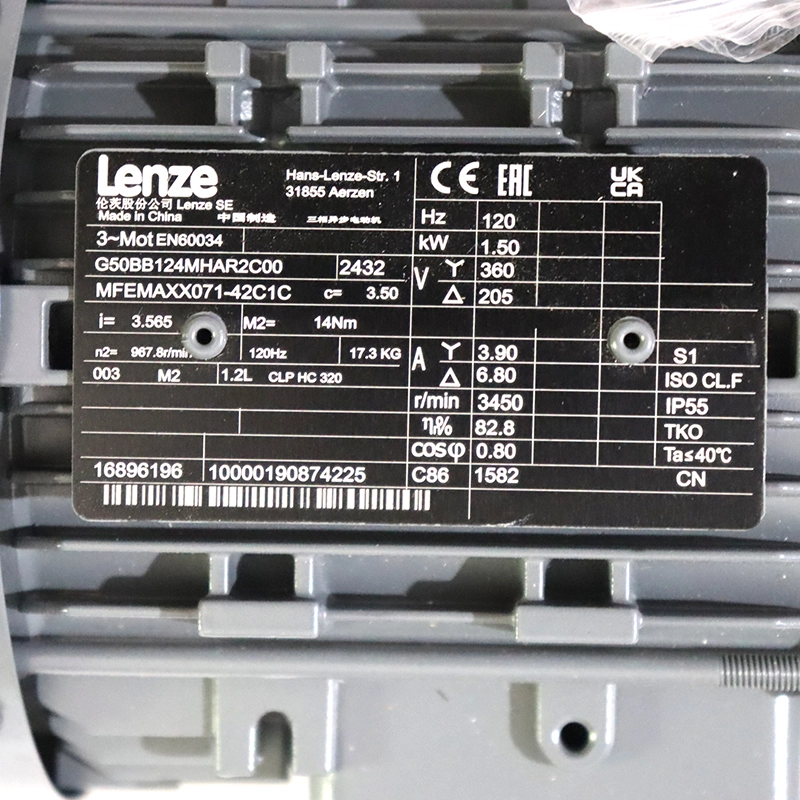 Lenze
Hans-Lenze-Str. 1
31855 Aerzen
伦茨股份公司 Lenze SE
Made in China 中国制造 三相异步电动机
CE EAC UKCA
3~Mot EN60034
G50BB124MHAR2C00 2432
MFEMAXX071-42C1C c= 3.50
i= 3.565 M2= 14Nm
n2= 967.8r/min 120Hz 17.3 KG
003 M2 1.2L CLP HC 320
16896196 10000190874225
Hz 120
kW 1.50
V Y 360
Δ 205
A Y 3.90 S1
Δ 6.80 ISO CL.F
r/min 3450 IP55
η% 82.8 TKO
cosφ 0.80 Ta≤40℃
C86 1582 CN